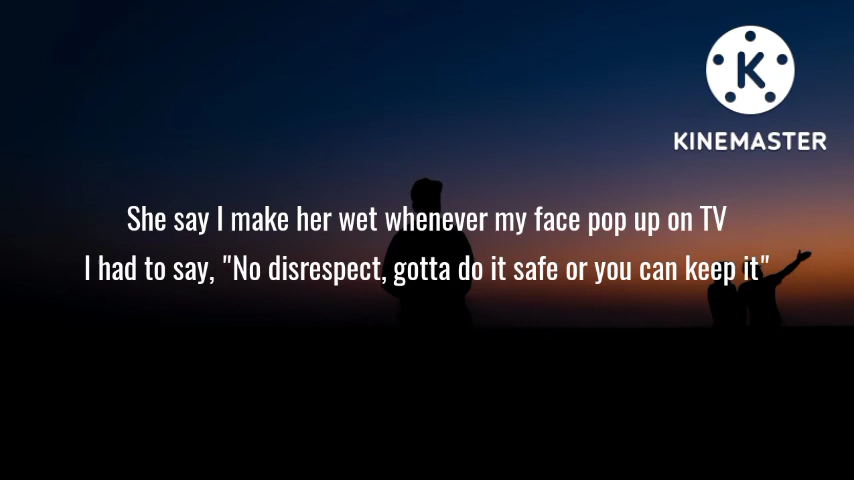 K
KINEMASTER
She say I make her wet whenever my face pop up on TV
I had to say, "No disrespect, gotta do it safe or you can keep it"